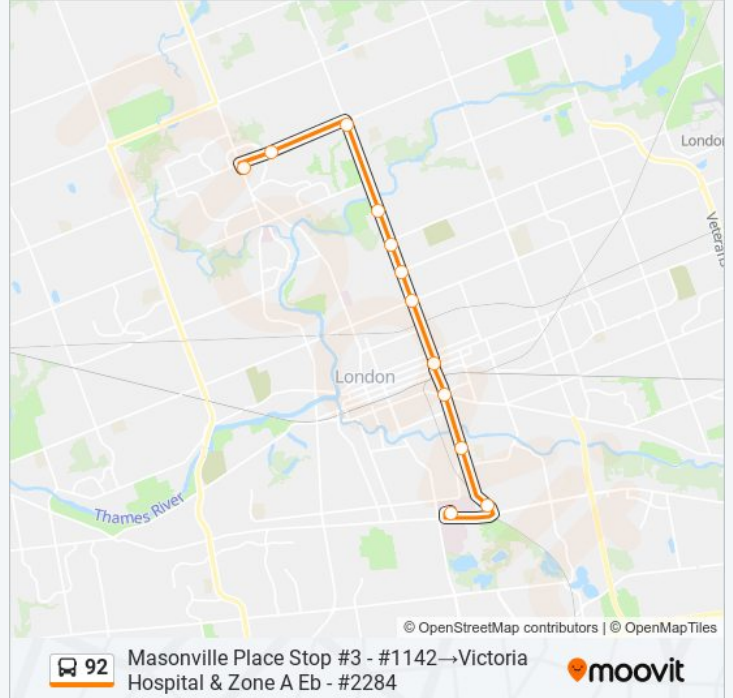 London
Veterans
London
Thames River
© OpenStreetMap contributors | © OpenMapTiles
92
Masonville Place Stop #3 - #1142→Victoria
Hospital & Zone A Eb - #2284
moovit